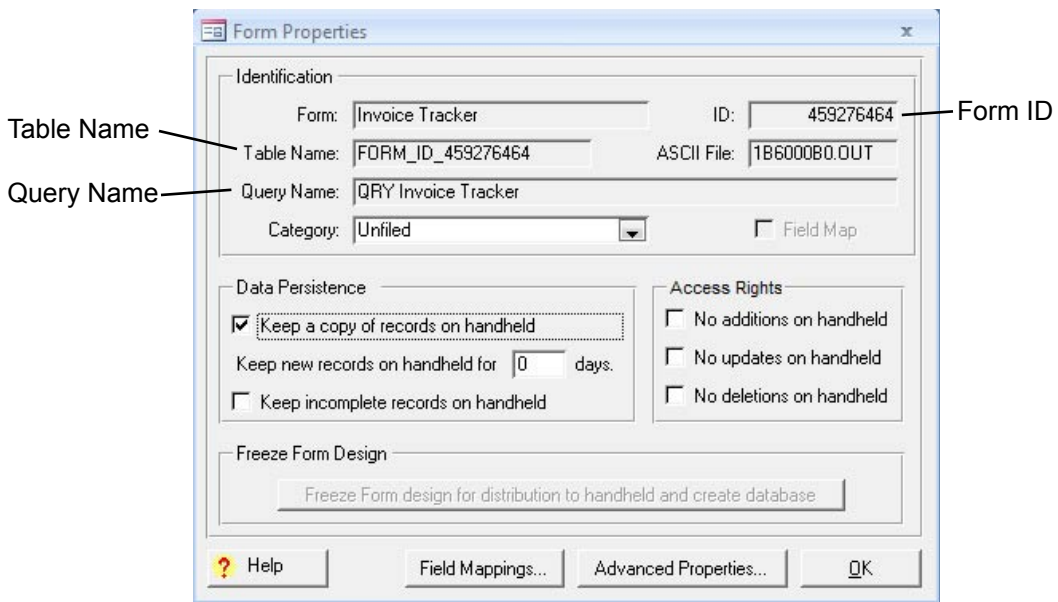 Form Properties x
Identification
Form: Invoice Tracker ID: 459276464 Form ID
Table Name
Table Name: FORM_ID_459276464 ASCII File: 1B6000B0.OUT
Query Name Query Name: QRY Invoice Tracker
Category: Unfiled Field Map
Data Persistence
Keep a copy of records on handheld
Keep new records on handheld for 0 days.
Keep incomplete records on handheld
Access Rights
No additions on handheld
No updates on handheld
No deletions on handheld
Freeze Form Design
Freeze Form design for distribution to handheld and create database
? Help Field Mappings... Advanced Properties... OK